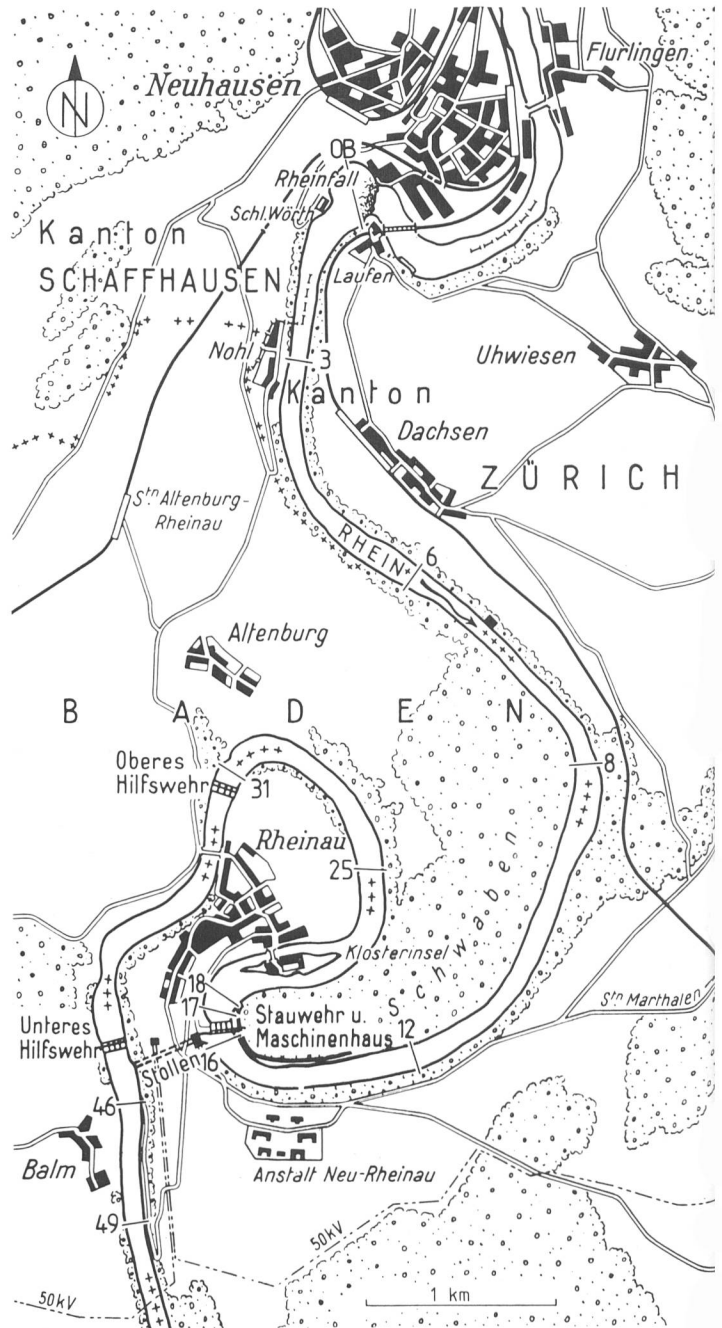 Flurlingen
Neuhausen
N
OB
Rheinfall
Schl. Wörth
Kanton
SCHAFFHAUSEN
Laufen
Nohl
3
Uhwiesen
Kanton
Dachsen
ZÜRICH
Stn Altenburg-
Rheinau
RHEIN
6
Altenburg
BADEN
Oberes
Hilfswehr
31
8
Rheinau
25
Schwaben
Klosterinsel
18
17
Stauwehr u.
Maschinenhaus
12
Stn Marthalen
Unteres
Hilfswehr
Stollen
16
46
Balm
Anstalt Neu-Rheinau
49
50kV
50kV
1 km